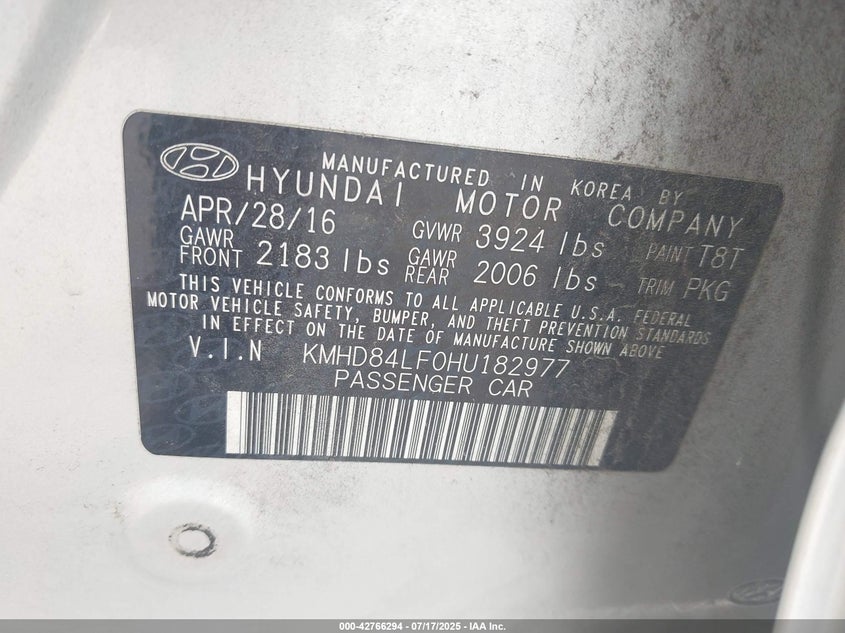 MANUFACTURED IN KOREA BY
HYUNDAI MOTOR COMPANY
APR/28/16 GVWR 3924 lbs PAINT T8T
GAWR FRONT 2183 lbs GAWR REAR 2006 lbs TRIM PKG
THIS VEHICLE CONFORMS TO ALL APPLICABLE U.S.A. FEDERAL
MOTOR VEHICLE SAFETY, BUMPER, AND THEFT PREVENTION STANDARDS
IN EFFECT ON THE DATE OF MANUFACTURE SHOWN ABOVE
V.I.N KMHD84LF0HU182977
PASSENGER CAR
000-42766294 - 07/17/2025 - IAA Inc.